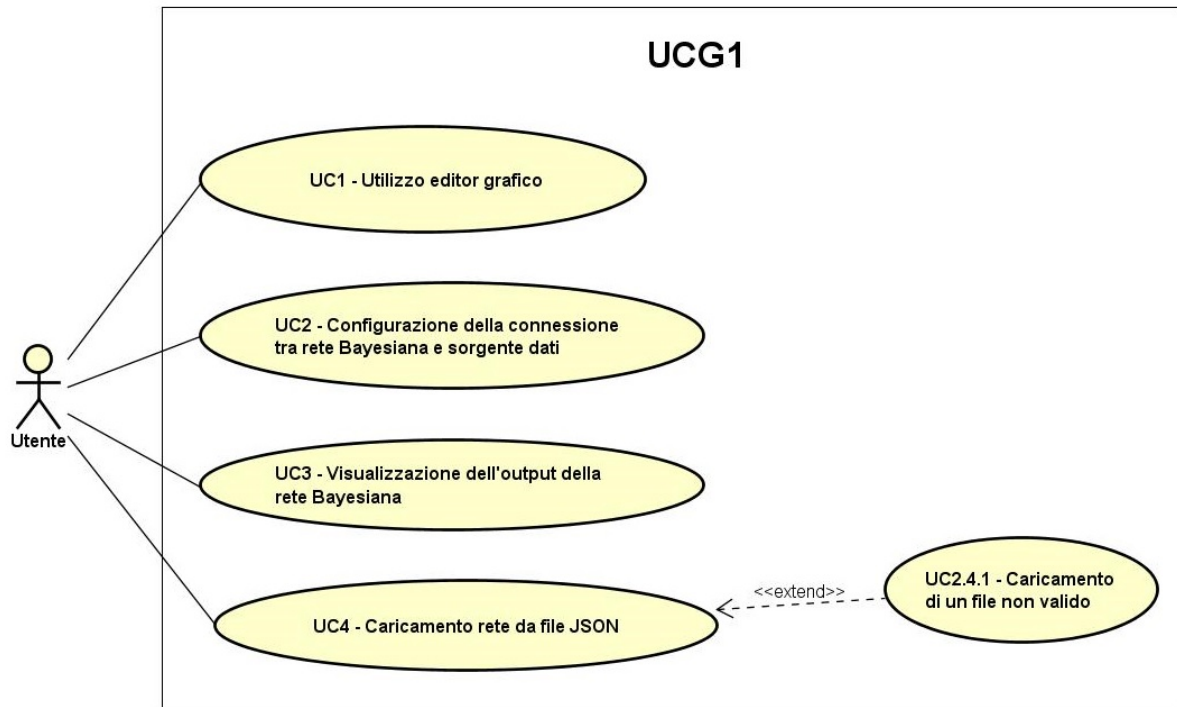 UCG1
UC1 - Utilizzo editor grafico
UC2 - Configurazione della connessione
tra rete Bayesiana e sorgente dati
Utente
UC3 - Visualizzazione dell'output della
rete Bayesiana
UC4 - Caricamento rete da file JSON
<<extend>>
UC2.4.1 - Caricamento
di un file non valido